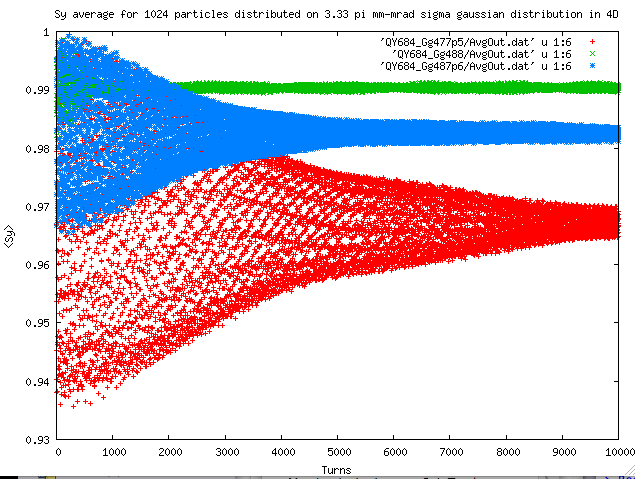 Sy average for 1024 particles distributed on 3.33 pi mm-mrad sigma gaussian distribution in 4D
'QY684_Gg477p5/AvgOut.dat' u 1:6
'QY684_Gg488/AvgOut.dat' u 1:6
'QY684_Gg487p6/AvgOut.dat' u 1:6
1
0.99
0.98
0.97
0.96
0.95
0.94
0.93
<Sy>
0 1000 2000 3000 4000 5000 6000 7000 8000 9000 10000
Turns